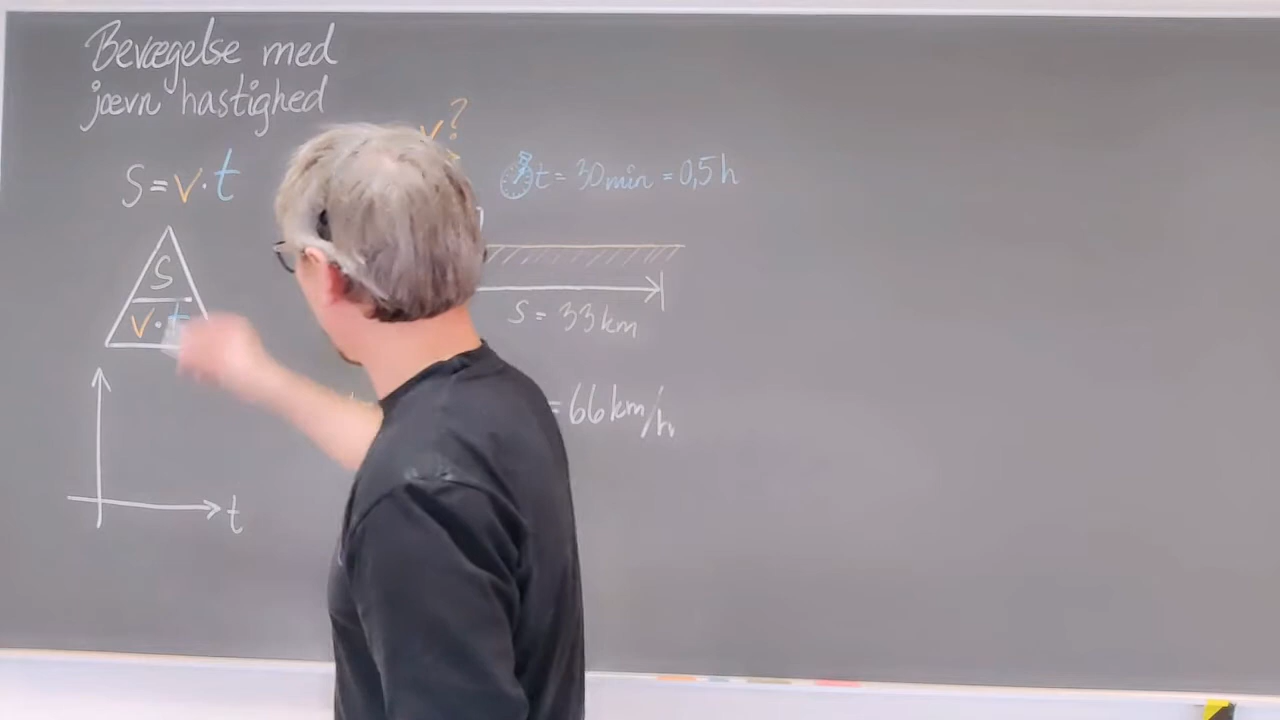 Bevægelse med
jævn hastighed
S = v · t
S
v · t
t
v?
t = 30 min = 0,5 h
s = 33 km
= 66 km/h